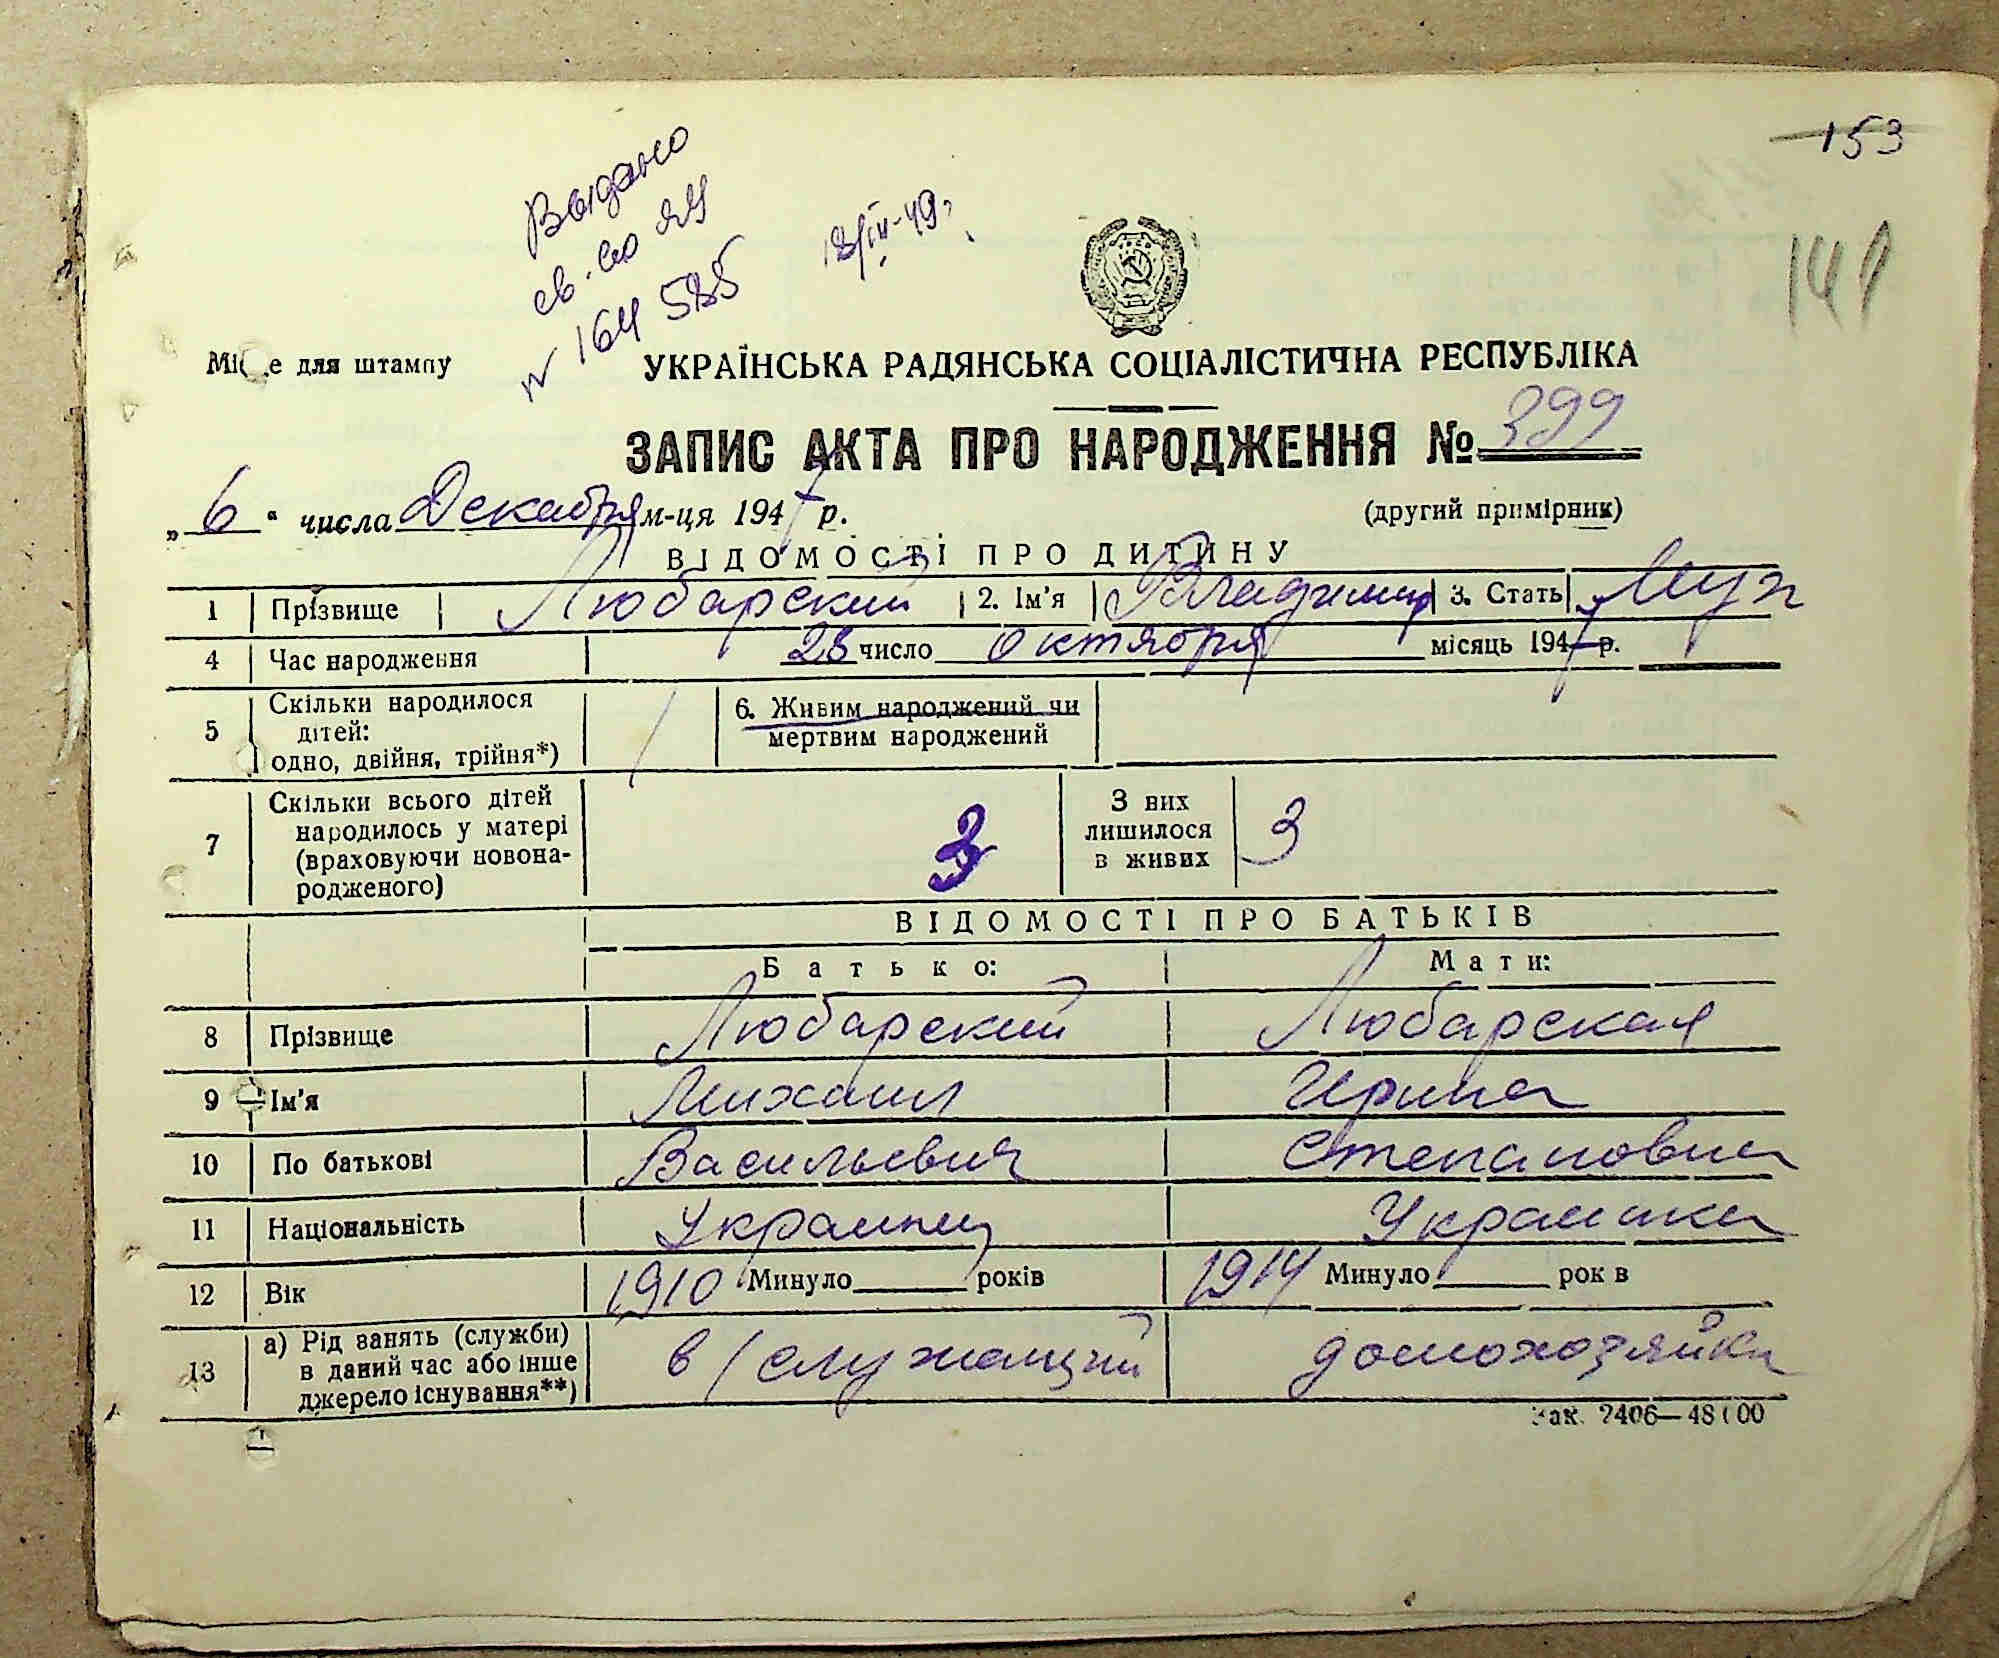 153
141
Выдано
св. во ЯЧ
№ 164 585
18/IV-49г.
Місце для штампу
УКРАЇНСЬКА РАДЯНСЬКА СОЦІАЛІСТИЧНА РЕСПУБЛІКА
ЗАПИС АКТА ПРО НАРОДЖЕННЯ № 399
„6“ числа Декабря м-ця 1947 р. (другий примірник)
ВІДОМОСТІ ПРО ДИТИНУ
1 Прізвище Любарский 2. Ім'я Владимир 3. Стать Муж
4 Час народження 28 число октября місяць 1947 р.
5 Скільки народилося дітей: одно, двійня, трійня*) 1 6. Живим народжений чи мертвим народжений
7 Скільки всього дітей народилось у матері (враховуючи новона-родженого) 3 З них лишилося в живих 3
ВІДОМОСТІ ПРО БАТЬКІВ
Батько: Мати:
8 Прізвище Любарский Любарская
9 Ім'я Михаил Ирина
10 По батькові Васильевич Степановна
11 Національність Украинец Украинка
12 Вік 1910 Минуло років 1914 Минуло рок в
13 а) Рід занять (служби) в даний час або інше джерело існування**) в/служащий домохозяйка
Зак. 2406—48 00